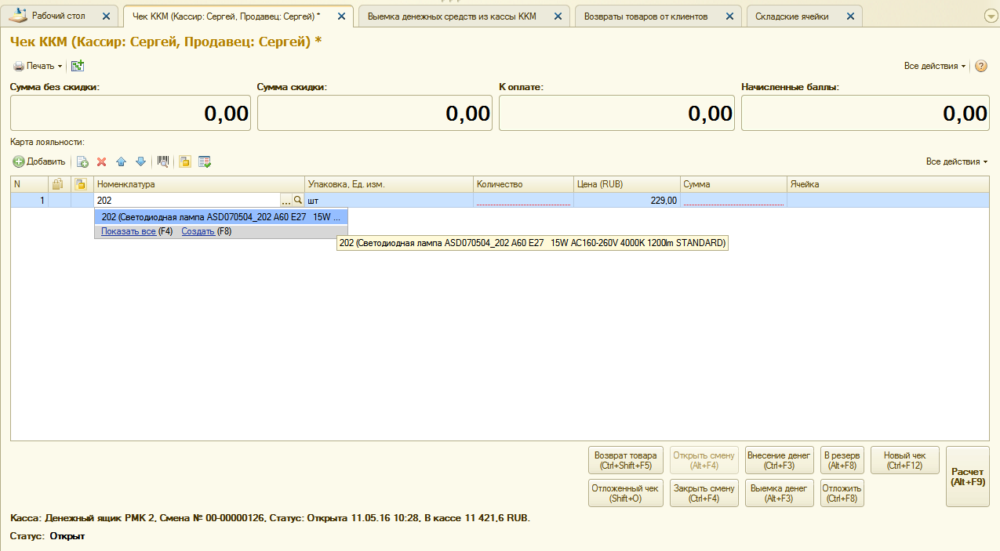 Рабочий стол
Чек ККМ (Кассир: Сергей, Продавец: Сергей) *
Выемка денежных средств из кассы ККМ
Возвраты товаров от клиентов
Складские ячейки
Чек ККМ (Кассир: Сергей, Продавец: Сергей) *
Печать
Все действия
?
Сумма без скидки: Сумма скидки: К оплате: Начисленные баллы:
0,00 0,00 0,00 0,00
Карта лояльности:
Добавить
Все действия
N Номенклатура Упаковка, Ед. изм. Количество Цена (RUB) Сумма Ячейка
1 202 ... шт 229,00
202 (Светодиодная лампа ASD070504_202 A60 E27 15W ...
Показать все (F4) Создать (F8)
202 (Светодиодная лампа ASD070504_202 A60 E27 15W AC160-260V 4000K 1200lm STANDARD)
Возврат товара
(Ctrl+Shift+F5)
Открыть смену
(Alt+F4)
Внесение денег
(Ctrl+F3)
В резерв
(Alt+F8)
Новый чек
(Ctrl+F12)
Расчет
(Alt+F9)
Отложенный чек
(Shift+O)
Закрыть смену
(Ctrl+F4)
Выемка денег
(Alt+F3)
Отложить
(Ctrl+F8)
Касса: Денежный ящик РМК 2, Смена № 00-00000126, Статус: Открыта 11.05.16 10:28, В кассе 11 421,6 RUB.
Статус: Открыт